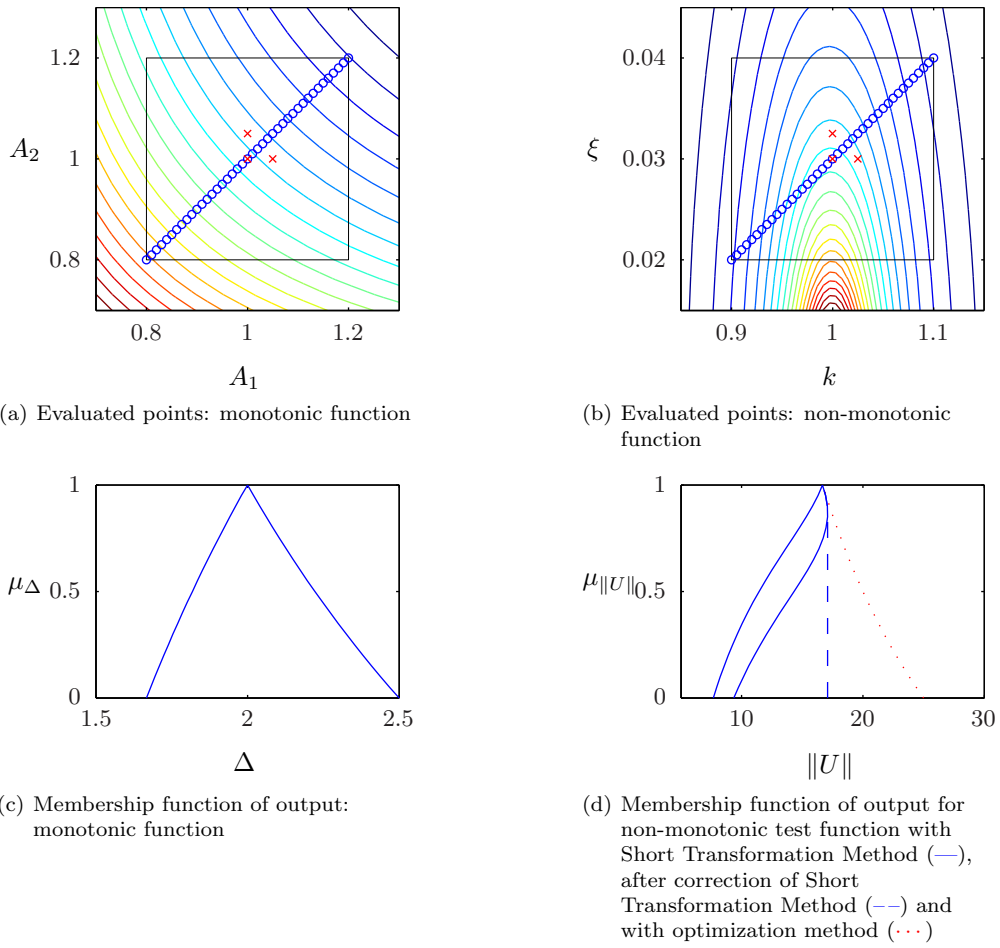 1.2
1
0.8
A₂
0.8 1 1.2
A₁
(a) Evaluated points: monotonic function
0.04
0.03
0.02
ξ
0.9 1 1.1
k
(b) Evaluated points: non-monotonic
function
1
0.5
0
μ_Δ
1.5 2 2.5
Δ
(c) Membership function of output:
monotonic function
1
0.5
0
μ_‖U‖
10 20 30
‖U‖
(d) Membership function of output for
non-monotonic test function with
Short Transformation Method (—),
after correction of Short
Transformation Method (−−) and
with optimization method (···)